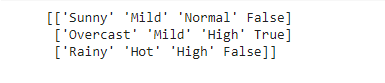 [['Sunny' 'Mild' 'Normal' False]
['Overcast' 'Mild' 'High' True]
['Rainy' 'Hot' 'High' False]]